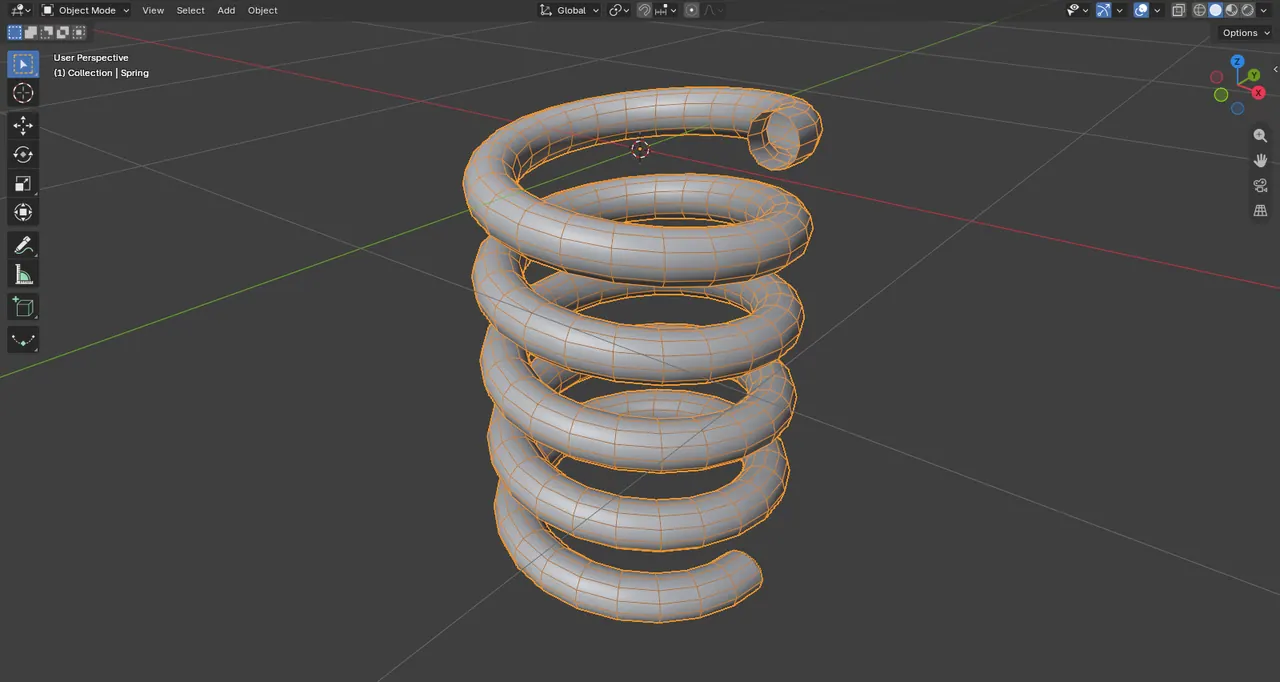 Object Mode View Select Add Object Global
Options
User Perspective
(1) Collection | Spring
Z
Y
X